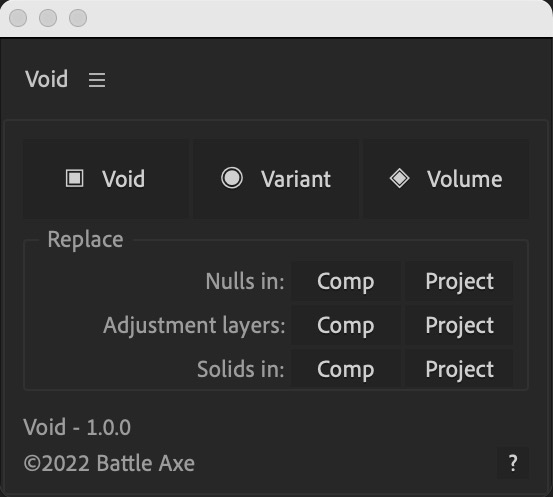 Void ☰
▣ Void ◉ Variant ◈ Volume
Replace
Nulls in: Comp Project
Adjustment layers: Comp Project
Solids in: Comp Project
Void - 1.0.0
©2022 Battle Axe ?